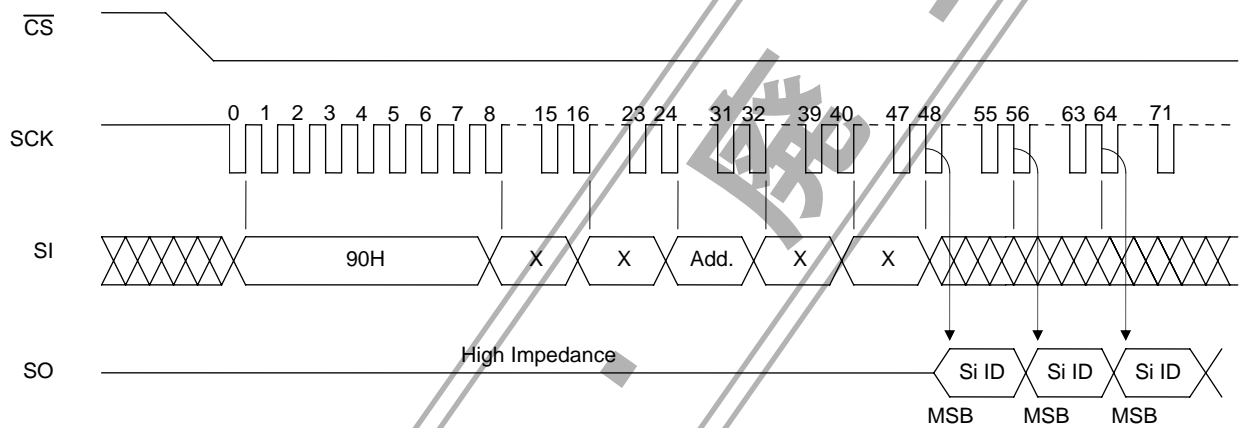 CS
0 1 2 3 4 5 6 7 8 15 16 23 24 31 32 39 40 47 48 55 56 63 64 71
SCK
SI 90H X X Add. X X
High Impedance
SO Si ID Si ID Si ID
MSB MSB MSB
廃